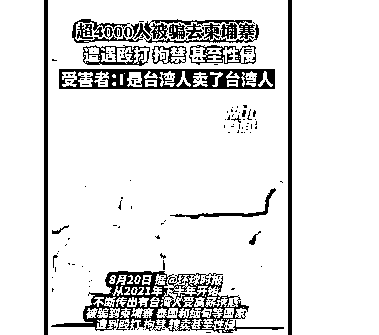 超4000人被骗去柬埔寨
遭遇殴打 拘禁 甚至性侵
受害者:是台湾人卖了台湾人
8月20日 据@环球时报
从2021年下半年开始
不断传出有台湾人受高薪诱惑
被骗到柬埔寨 泰国和缅甸等国家
遭到殴打 拘禁 甚至性侵